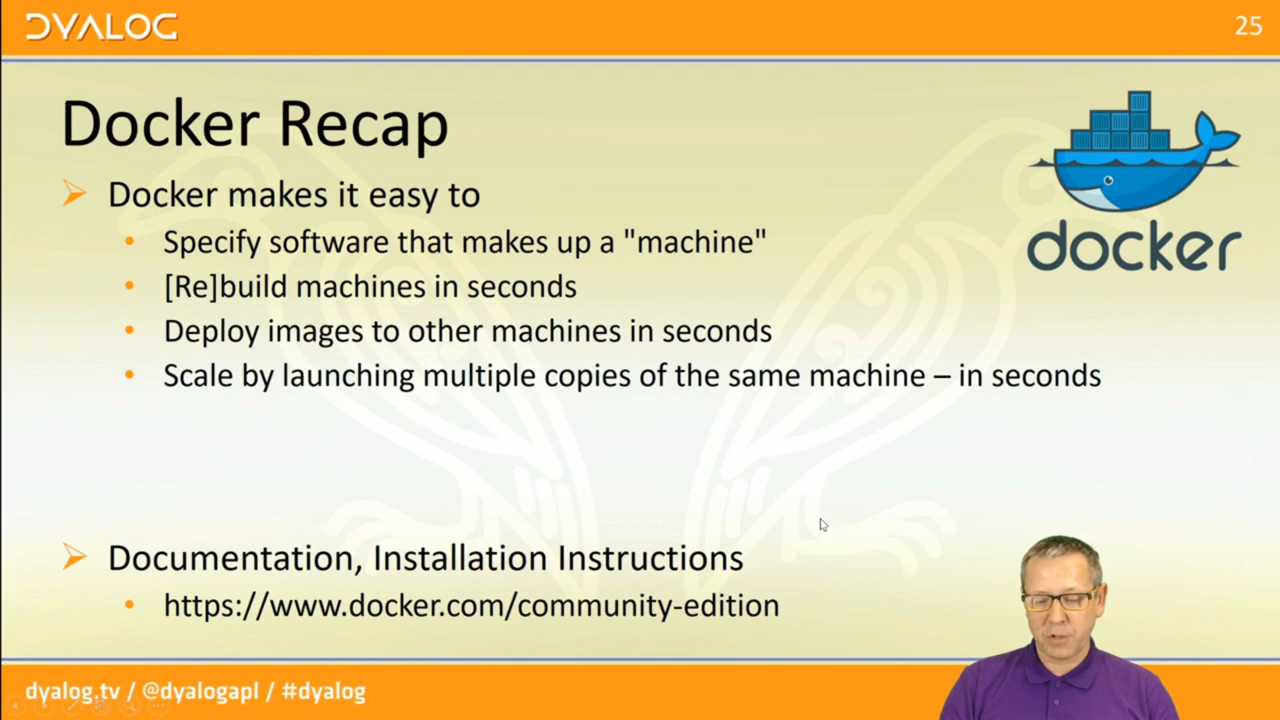 DYALOG
25
Docker Recap
Docker makes it easy to
Specify software that makes up a "machine"
[Re]build machines in seconds
Deploy images to other machines in seconds
Scale by launching multiple copies of the same machine – in seconds
docker
Documentation, Installation Instructions
https://www.docker.com/community-edition
dyalog.tv / @dyalogapl / #dyalog